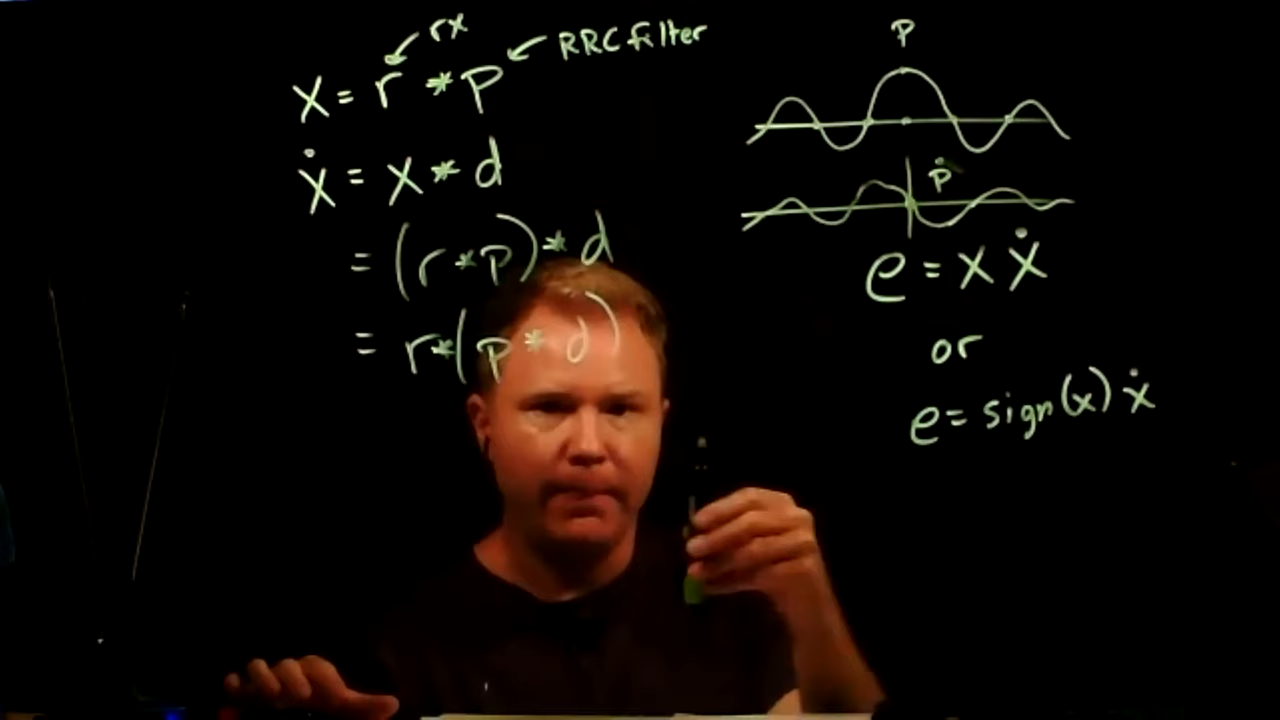 rx
RRC filter
x = r * p
ẋ = x * d
= (r*p) * d
= r*(p * d)
P
ṗ
e = x ẋ
or
e = sign(x) ẋ